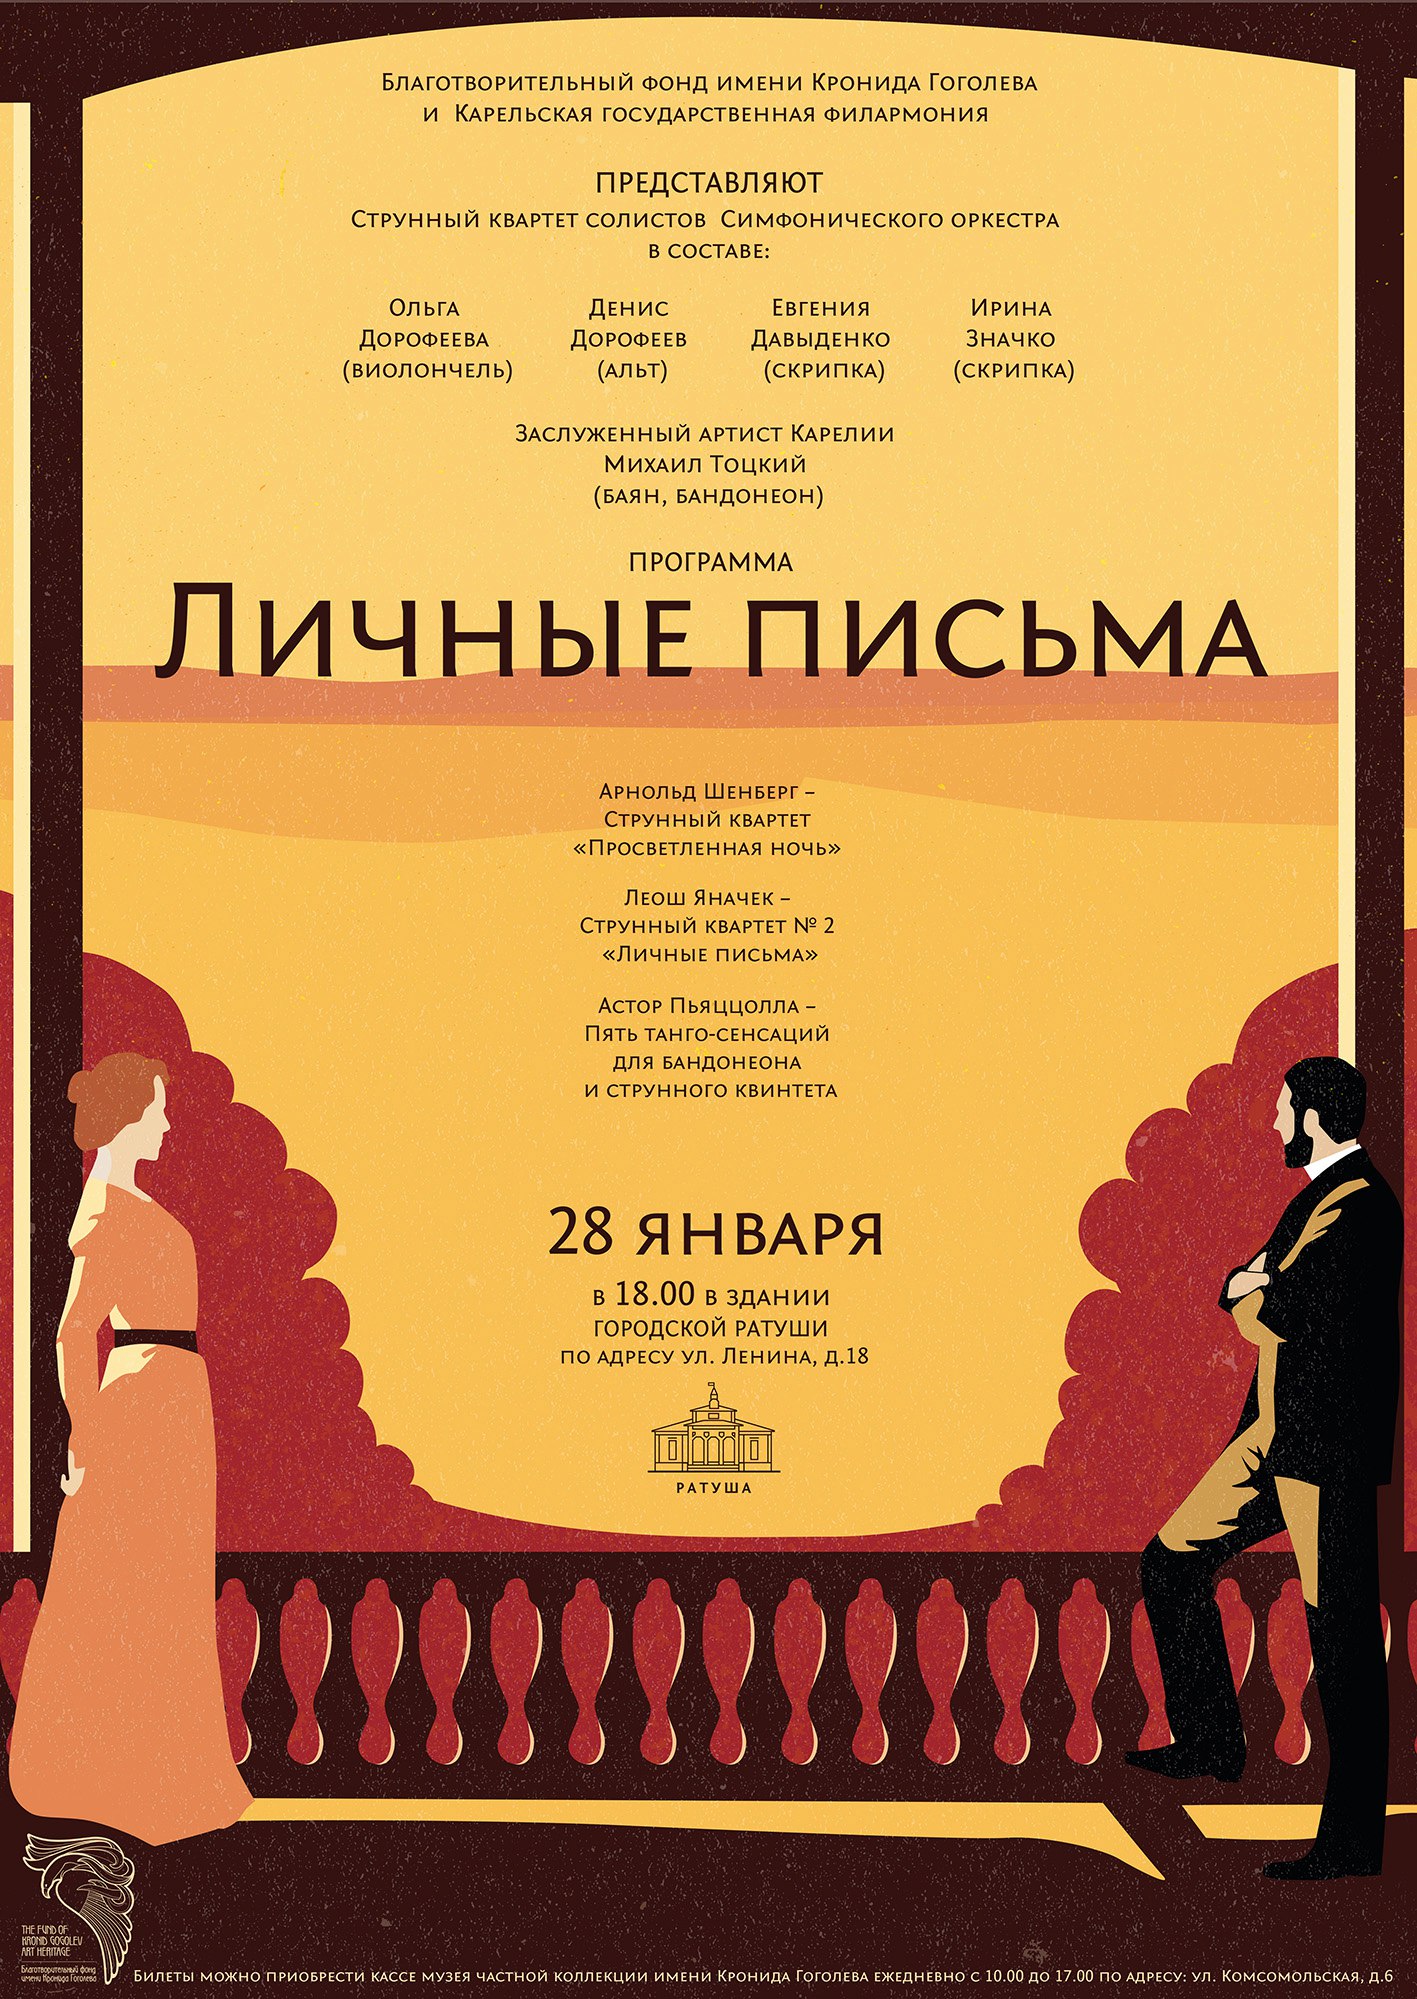 Благотворительный фонд имени Кронида Гоголева
и Карельская государственная филармония
ПРЕДСТАВЛЯЮТ
Струнный квартет солистов Симфонического оркестра
в составе:
Ольга
Дорофеева
(виолончель)
Денис
Дорофеев
(альт)
Евгения
Давыденко
(скрипка)
Ирина
Значко
(скрипка)
Заслуженный артист Карелии
Михаил Тоцкий
(баян, бандонеон)
ПРОГРАММА
Личные письма
Арнольд Шенберг –
Струнный квартет
«Просветленная ночь»
Леош Яначек –
Струнный квартет № 2
«Личные письма»
Астор Пьяццолла –
Пять танго-сенсаций
для бандонеона
и струнного квинтета
28 января
в 18.00 в здании
городской ратуши
по адресу ул. Ленина, д.18
РАТУША
THE FUND OF
KRONID GOGOLEV
ART HERITAGE
Благотворительный фонд
имени Кронида Гоголева
Билеты можно приобрести кассе музея частной коллекции имени Кронида Гоголева ежедневно с 10.00 до 17.00 по адресу: ул. Комсомольская, д.6